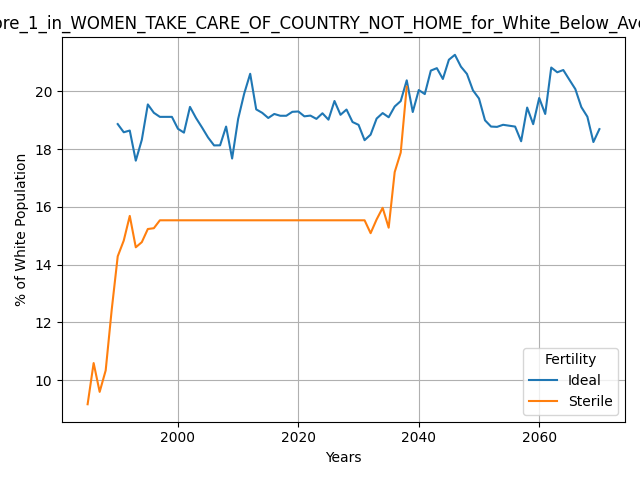 ore_1_in_WOMEN_TAKE_CARE_OF_COUNTRY_NOT_HOME_for_White_Below_Ave
20
18
16
14
12
10
% of White Population
2000
2020
2040
2060
Years
Fertility
Ideal
Sterile